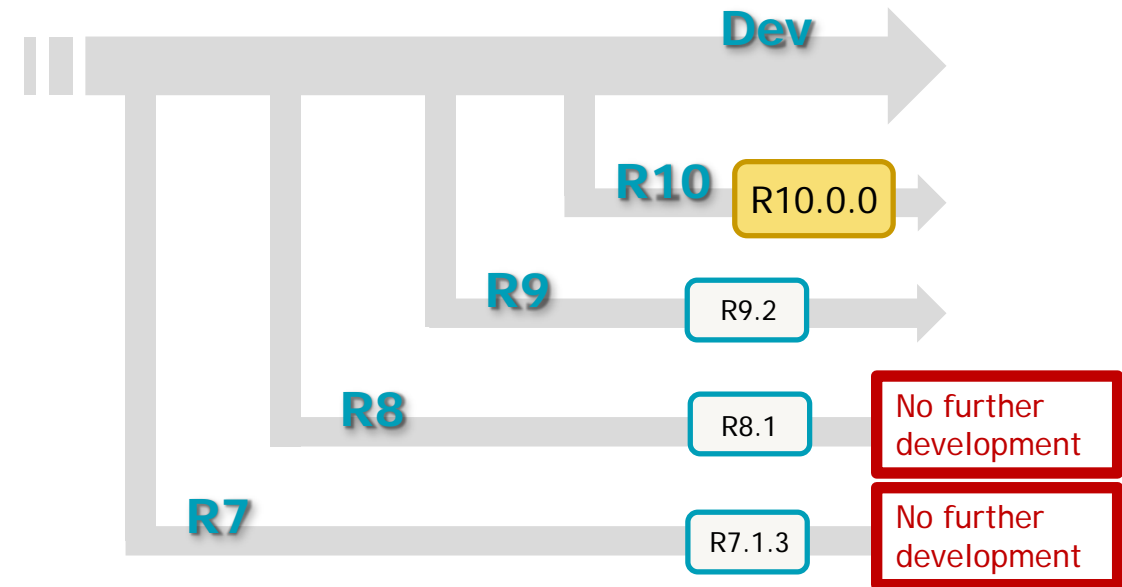 Dev
R10
R10.0.0
R9
R9.2
R8
R8.1
No further
development
R7
R7.1.3
No further
development